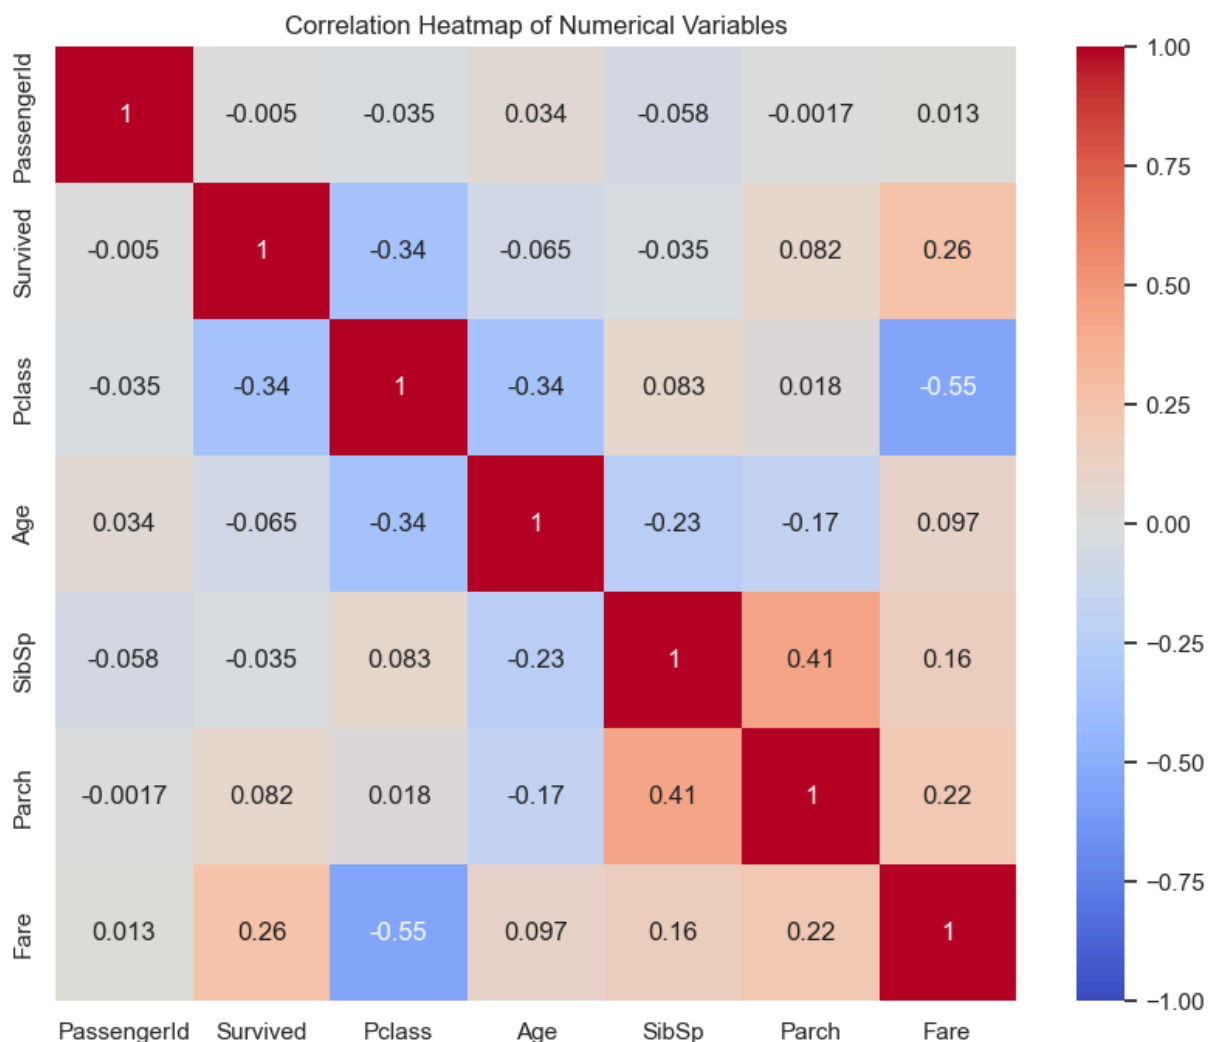 Correlation Heatmap of Numerical Variables
PassengerId 1 -0.005 -0.035 0.034 -0.058 -0.0017 0.013
Survived -0.005 1 -0.34 -0.065 -0.035 0.082 0.26
Pclass -0.035 -0.34 1 -0.34 0.083 0.018 -0.55
Age 0.034 -0.065 -0.34 1 -0.23 -0.17 0.097
SibSp -0.058 -0.035 0.083 -0.23 1 0.41 0.16
Parch -0.0017 0.082 0.018 -0.17 0.41 1 0.22
Fare 0.013 0.26 -0.55 0.097 0.16 0.22 1
PassengerId Survived Pclass Age SibSp Parch Fare
1.00
0.75
0.50
0.25
0.00
−0.25
−0.50
−0.75
−1.00